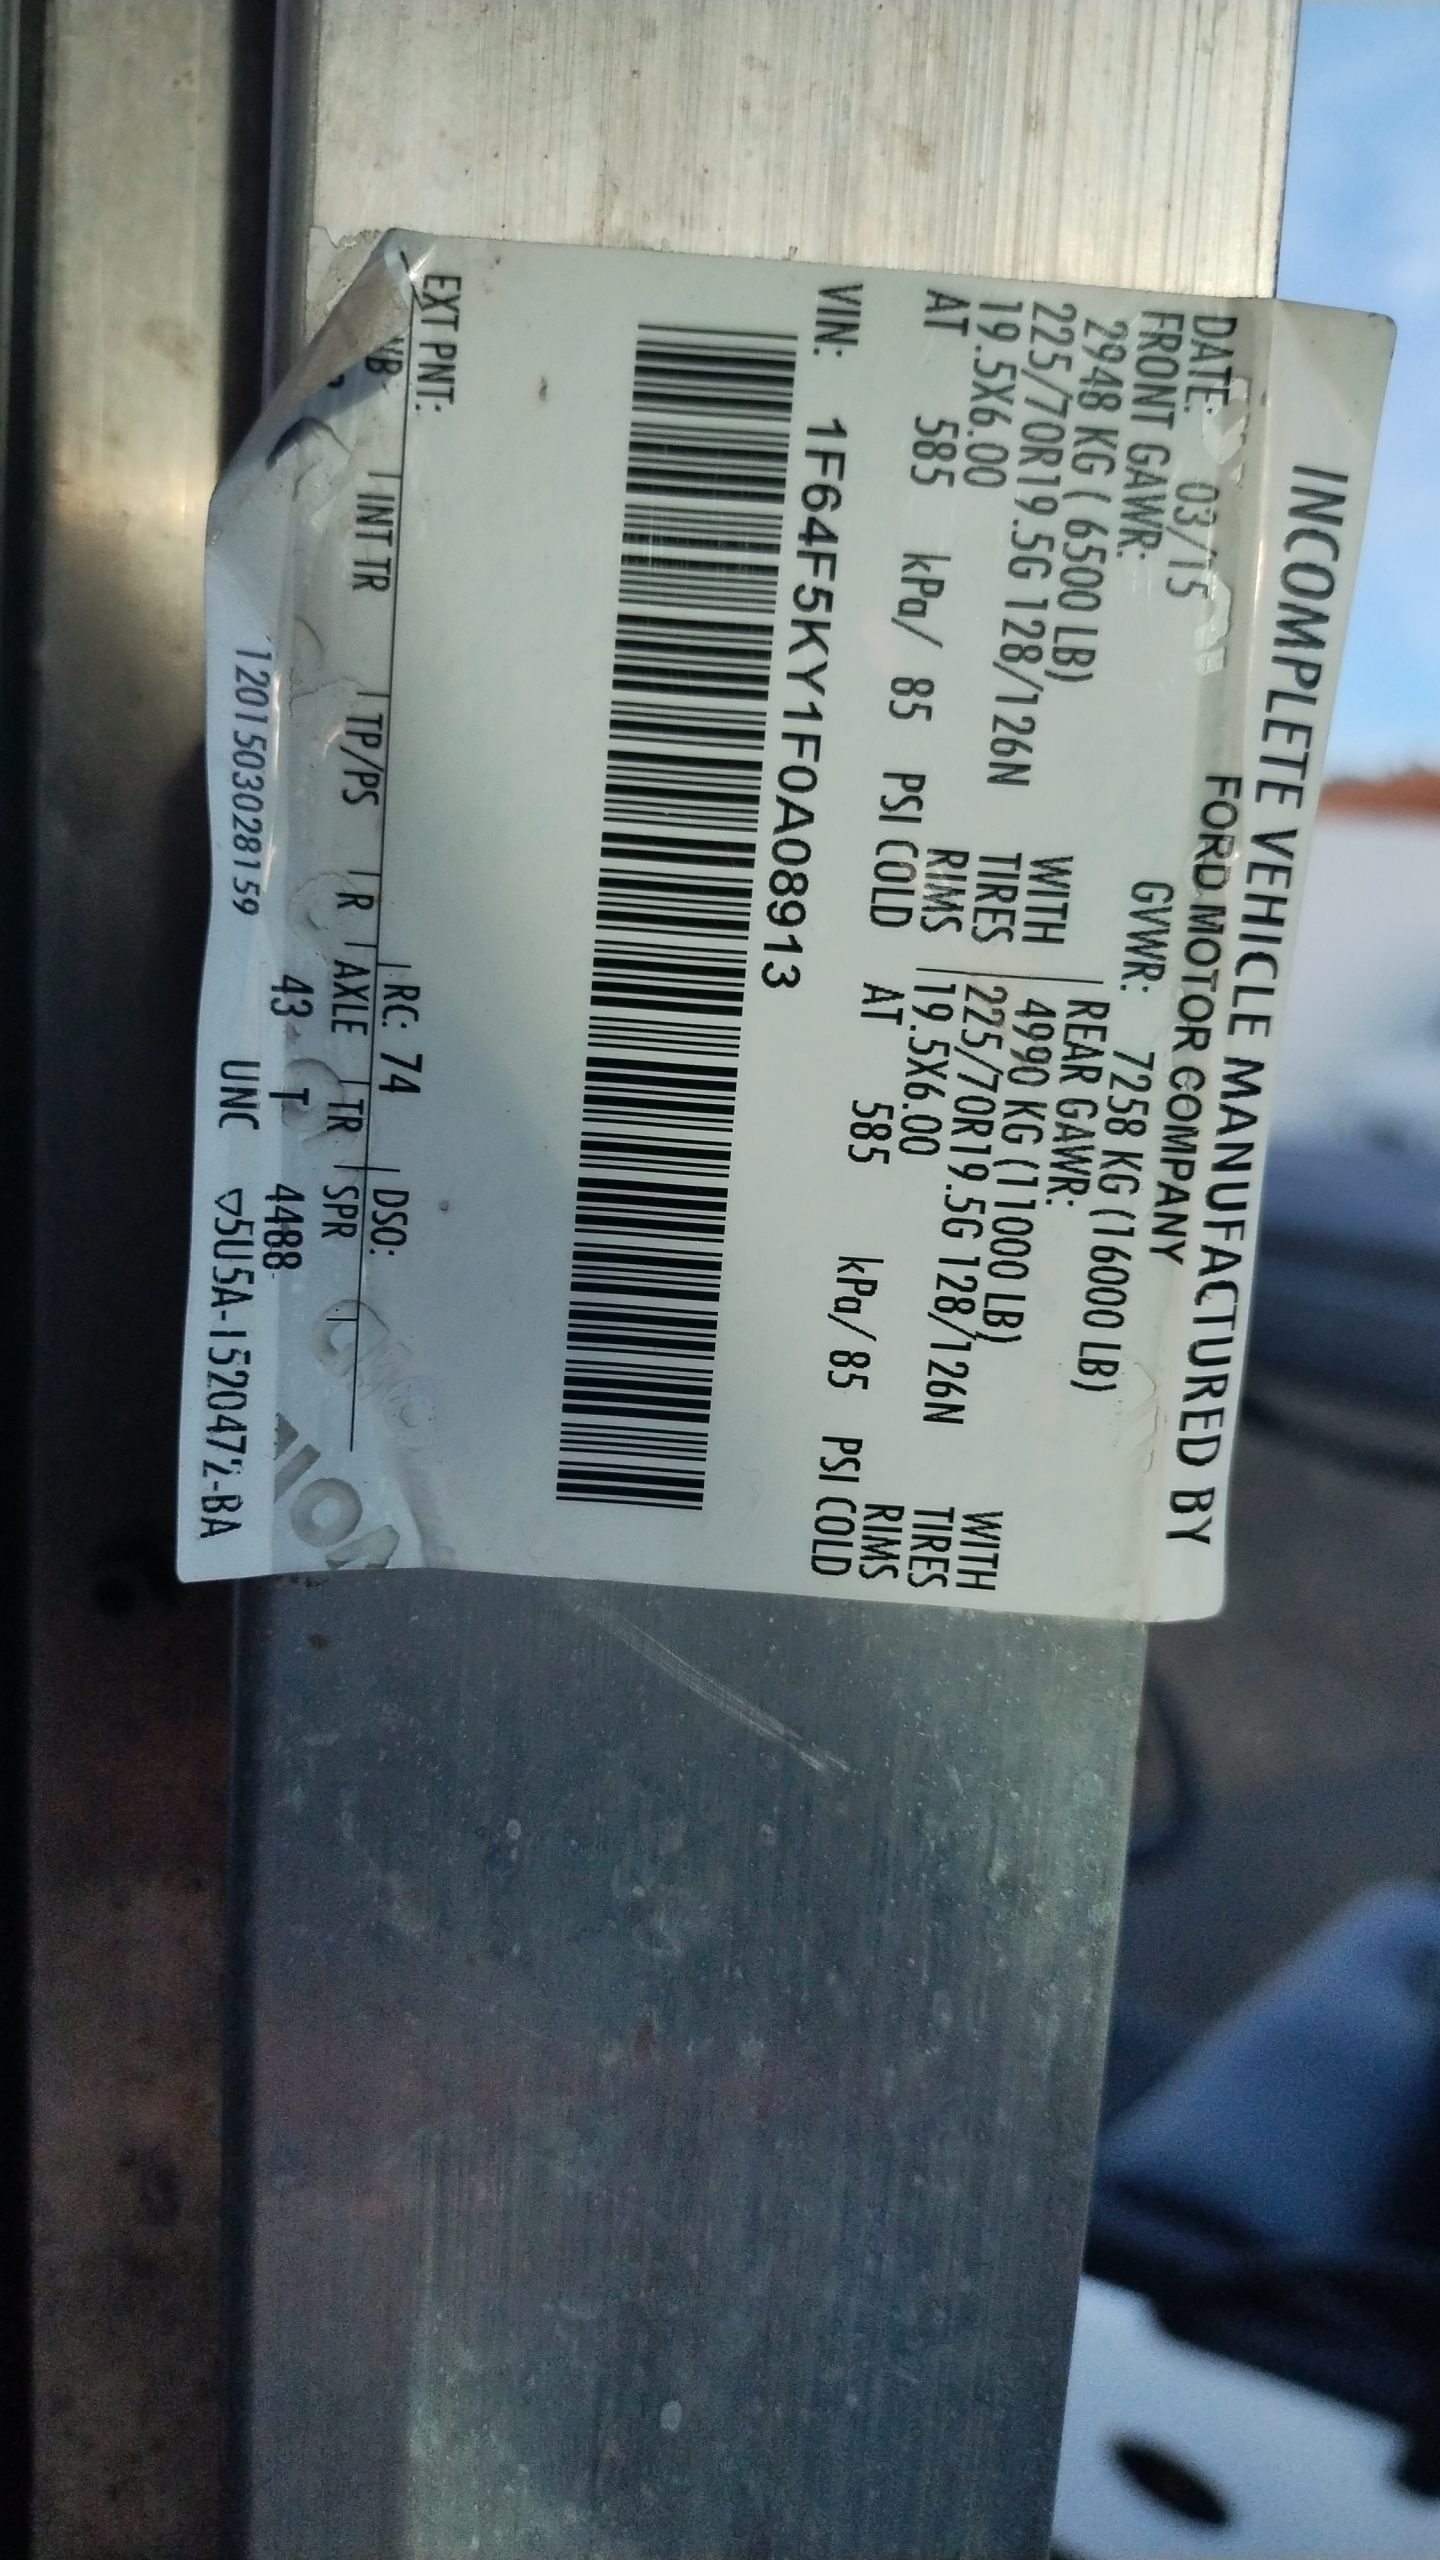 INCOMPLETE VEHICLE MANUFACTURED BY
FORD MOTOR COMPANY
DATE: 03/15 GVWR: 7258 KG (16000 LB)
FRONT GAWR: REAR GAWR:
2948 KG ( 6500 LB) WITH 4990 KG (11000 LB) WITH
225/70R19.5G 128/126N TIRES 225/70R19.5G 128/126N TIRES
19.5X6.00 RIMS 19.5X6.00 RIMS
AT 585 kPa/ 85 PSI COLD AT 585 kPa/ 85 PSI COLD
VIN: 1F64F5KY1F0A08913
EXT PNT: RC: 74 DSO:
WB INT TR TP/PS R AXLE TR SPR
43 T 4488
12015030281 59 UNC ▽5U5A-1520472-BA